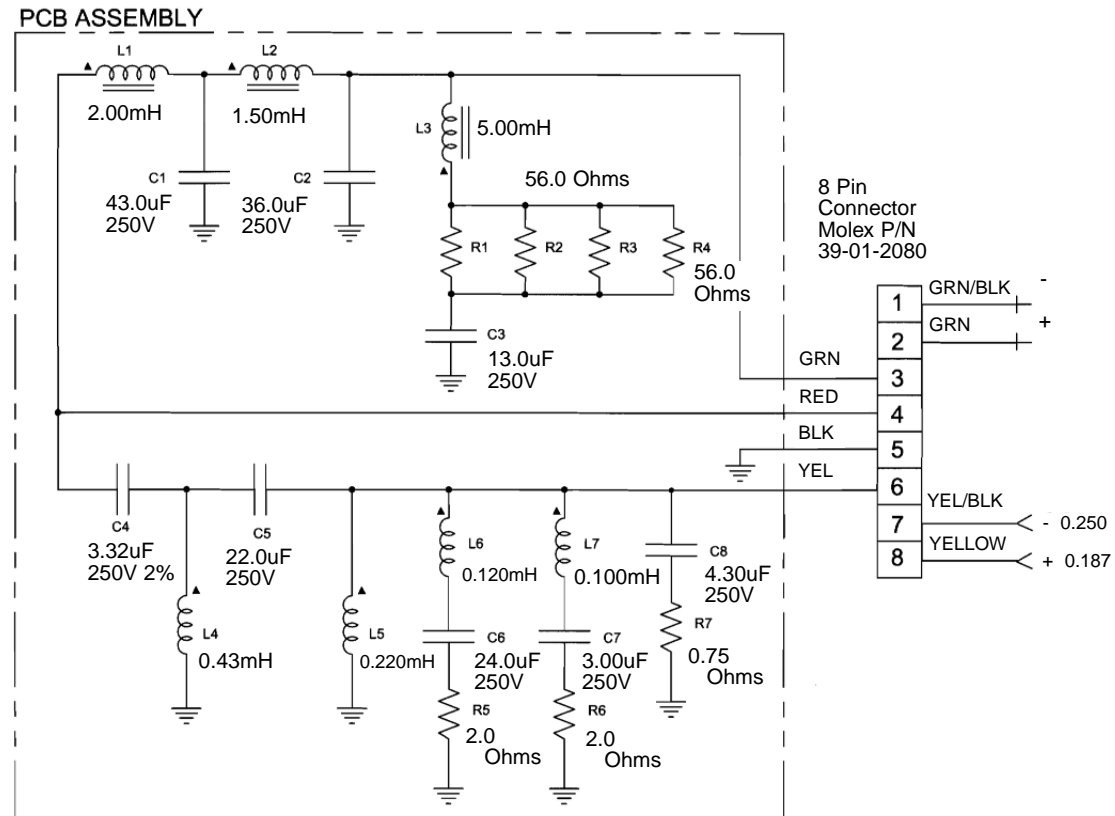 PCB ASSEMBLY
L1
2.00mH
L2
1.50mH
L3
5.00mH
C1
43.0uF
250V
C2
36.0uF
250V
56.0 Ohms
R1
R2
R3
R4
56.0
Ohms
C3
13.0uF
250V
8 Pin
Connector
Molex P/N
39-01-2080
1
GRN/BLK
-
2
GRN
+
GRN
3
RED
4
BLK
5
YEL
6
YEL/BLK
7
- 0.250
YELLOW
8
+ 0.187
C4
3.32uF
250V 2%
C5
22.0uF
250V
L4
0.43mH
L5
0.220mH
L6
0.120mH
L7
0.100mH
C8
4.30uF
250V
C6
24.0uF
250V
C7
3.00uF
250V
R7
0.75
Ohms
R5
2.0
Ohms
R6
2.0
Ohms